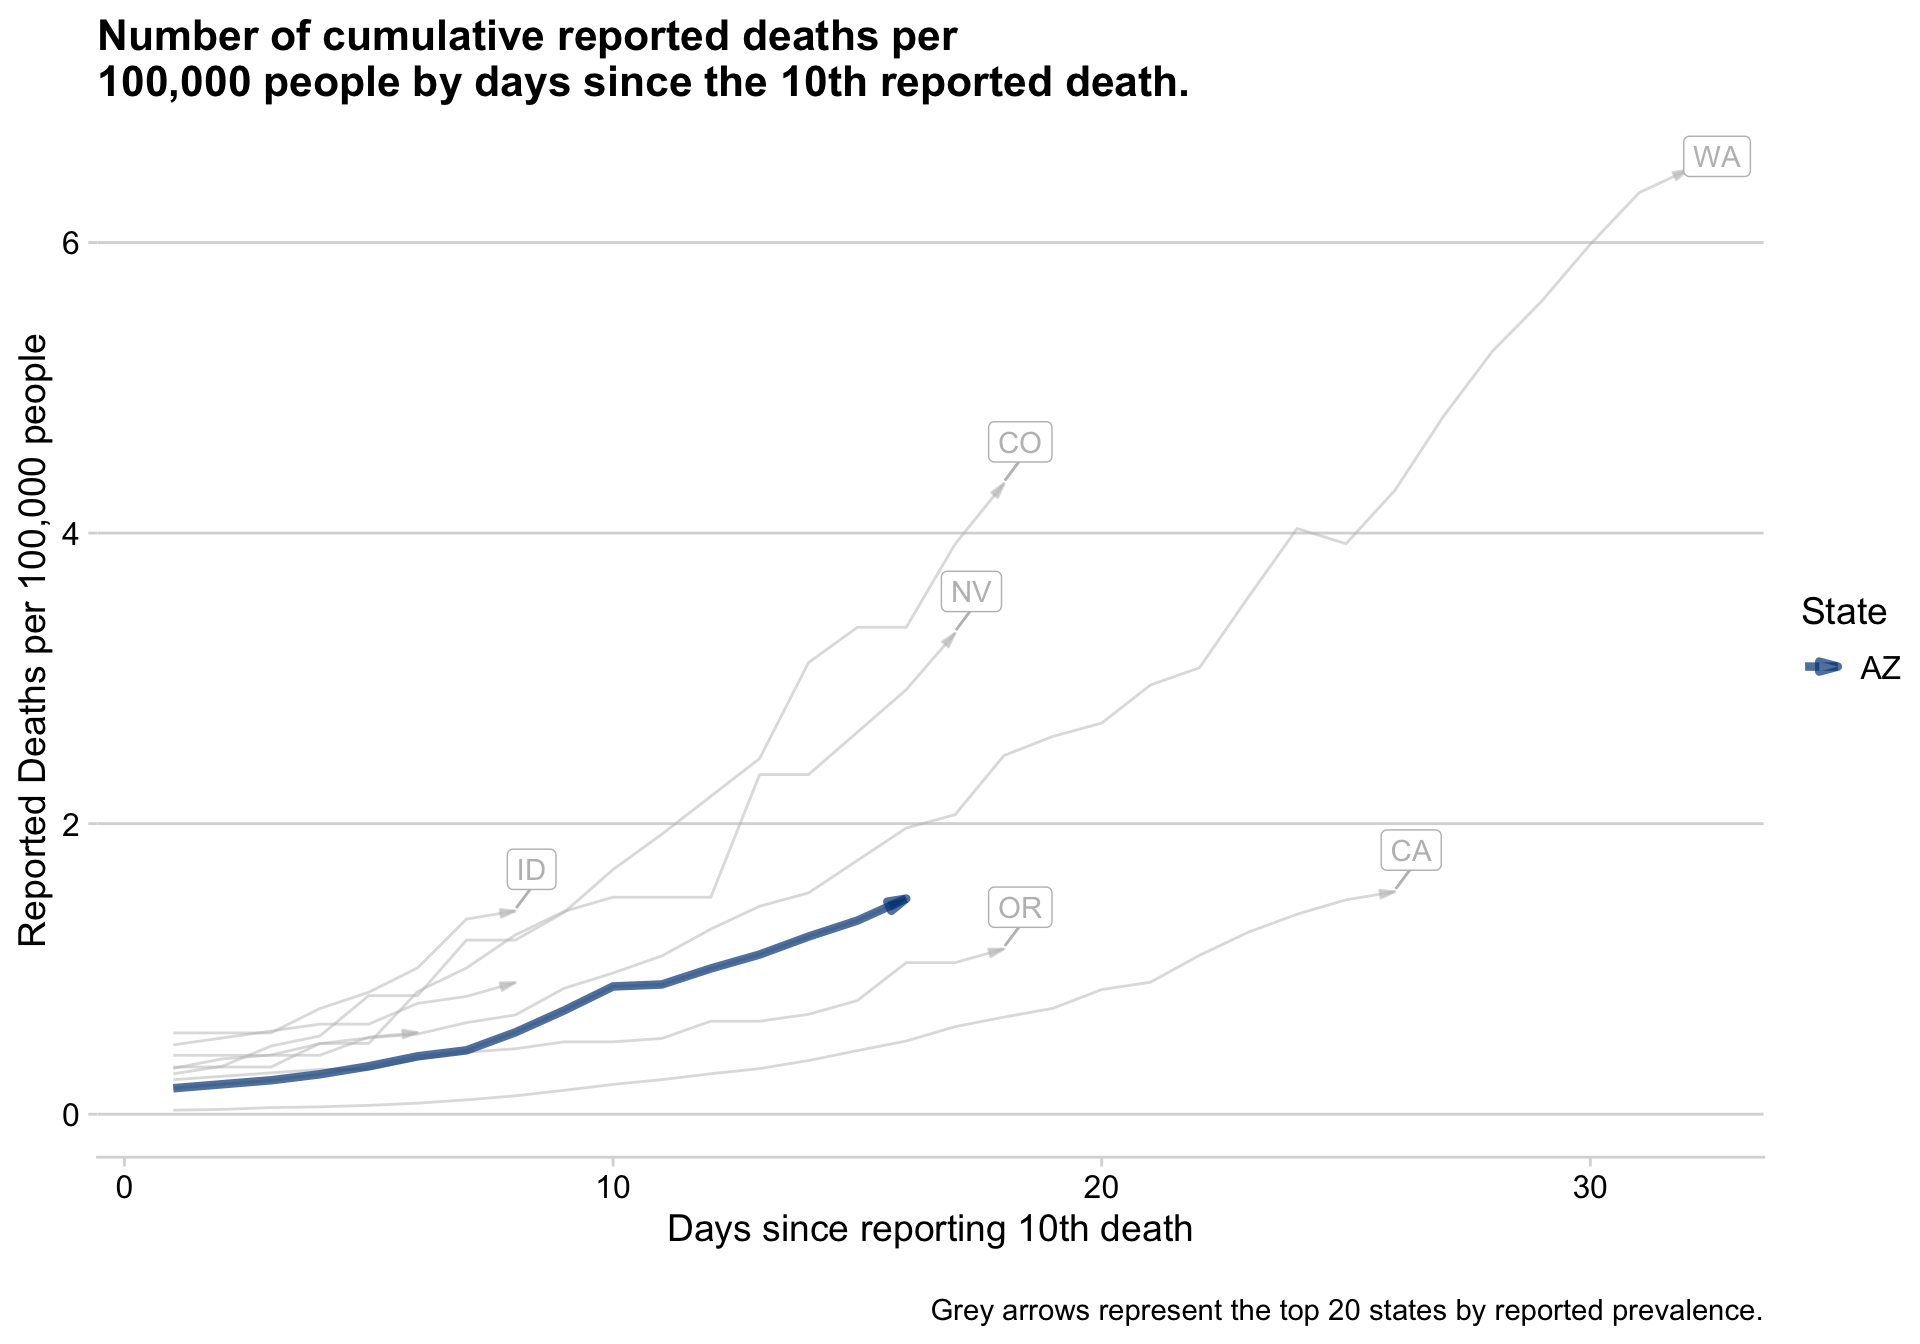 Number of cumulative reported deaths per
100,000 people by days since the 10th reported death.
WA
6
CO
4
NV
State
AZ
2
CA
ID
OR
0
Reported Deaths per 100,000 people
0 10 20 30
Days since reporting 10th death
Grey arrows represent the top 20 states by reported prevalence.